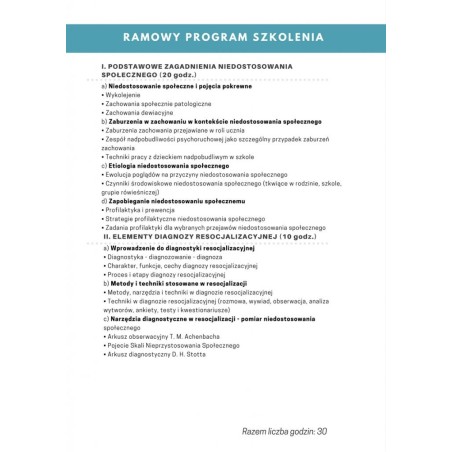 RAMOWY PROGRAM SZKOLENIA
I. PODSTAWOWE ZAGADNIENIA NIEDOSTOSOWANIA
SPOŁECZNEGO (20 godz.)
a) Niedostosowanie społeczne i pojęcia pokrewne
• Wykolejenie
• Zachowania społecznie patologiczne
• Zachowania dewiacyjne
b) Zaburzenia w zachowaniu w kontekście niedostosowania społecznego
• Zaburzenia zachowania przejawiane w roli ucznia
• Zespół nadpobudliwości psychoruchowej jako szczególny przypadek zaburzeń
zachowania
• Techniki pracy z dzieckiem nadpobudliwym w szkole
c) Etiologia niedostosowania społecznego
• Ewolucja poglądów na przyczyny niedostosowania społecznego
• Czynniki środowiskowe niedostosowania społecznego (tkwiące w rodzinie, szkole,
grupie rówieśniczej)
d) Zapobieganie niedostosowaniu społecznemu
• Profilaktyka i prewencja
• Strategie profilaktyczne niedostosowania społecznego
• Zadania profilaktyki dla wybranych przejawów niedostosowania społecznego
II. ELEMENTY DIAGNOZY RESOCJALIZACYJNEJ (10 godz.)
a) Wprowadzenie do diagnostyki resocjalizacyjnej
• Diagnostyka - diagnozowanie - diagnoza
• Charakter, funkcje, cechy diagnozy resocjalizacyjnej
• Proces i etapy diagnozy resocjalizacyjnej
b) Metody i techniki stosowane w resocjalizacji
• Metody, narzędzia i techniki w diagnozie resocjalizacyjnej
• Techniki w diagnozie resocjalizacyjnej (rozmowa, wywiad, obserwacja, analiza
wytworów, ankiety, testy i kwestionariusze)
c) Narzędzia diagnostyczne w resocjalizacji - pomiar niedostosowania
społecznego
• Arkusz obserwacyjny T. M. Achenbacha
• Pojecie Skali Nieprzystosowania Społecznego
• Arkusz diagnostyczny D. H. Stotta
Razem liczba godzin: 30